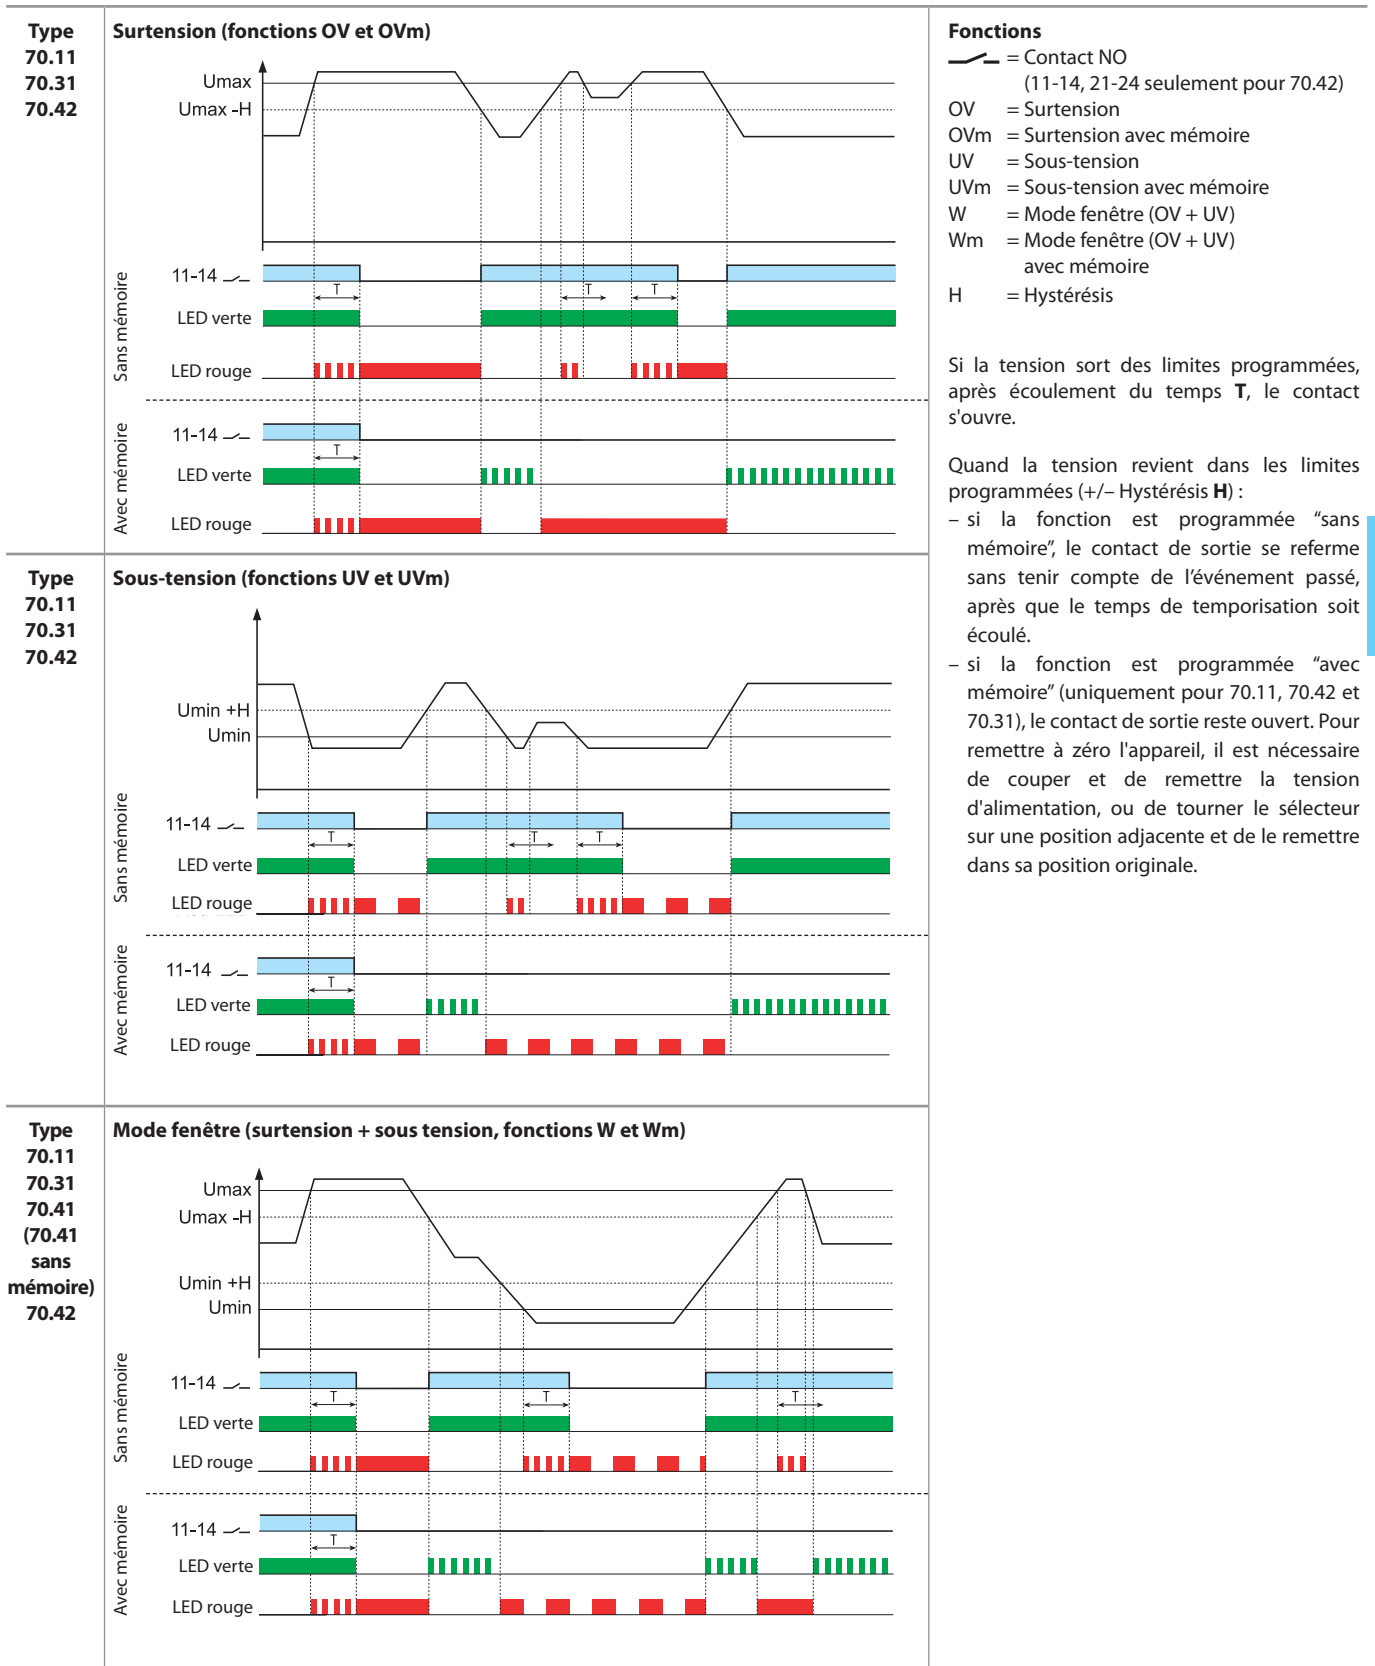 Type
70.11
70.31
70.42
Surtension (fonctions OV et OVm)
Umax
Umax -H
Sans mémoire
11-14
T
T
T
LED verte
LED rouge
Avec mémoire
11-14
T
LED verte
LED rouge
Type
70.11
70.31
70.42
Sous-tension (fonctions UV et UVm)
Umin +H
Umin
Sans mémoire
11-14
T
T
T
LED verte
LED rouge
Avec mémoire
11-14
T
LED verte
LED rouge
Type
70.11
70.31
70.41
(70.41
sans
mémoire)
70.42
Mode fenêtre (surtension + sous tension, fonctions W et Wm)
Umax
Umax -H
Umin +H
Umin
Sans mémoire
11-14
T
T
T
LED verte
LED rouge
Avec mémoire
11-14
T
LED verte
LED rouge
Fonctions
= Contact NO
(11-14, 21-24 seulement pour 70.42)
OV = Surtension
OVm = Surtension avec mémoire
UV = Sous-tension
UVm = Sous-tension avec mémoire
W = Mode fenêtre (OV + UV)
Wm = Mode fenêtre (OV + UV)
avec mémoire
H = Hystérésis
Si la tension sort des limites programmées,
après écoulement du temps T, le contact
s'ouvre.
Quand la tension revient dans les limites
programmées (+/– Hystérésis H) :
– si la fonction est programmée “sans
mémoire”, le contact de sortie se referme
sans tenir compte de l’événement passé,
après que le temps de temporisation soit
écoulé.
– si la fonction est programmée “avec
mémoire” (uniquement pour 70.11, 70.42 et
70.31), le contact de sortie reste ouvert. Pour
remettre à zéro l'appareil, il est nécessaire
de couper et de remettre la tension
d'alimentation, ou de tourner le sélecteur
sur une position adjacente et de le remettre
dans sa position originale.